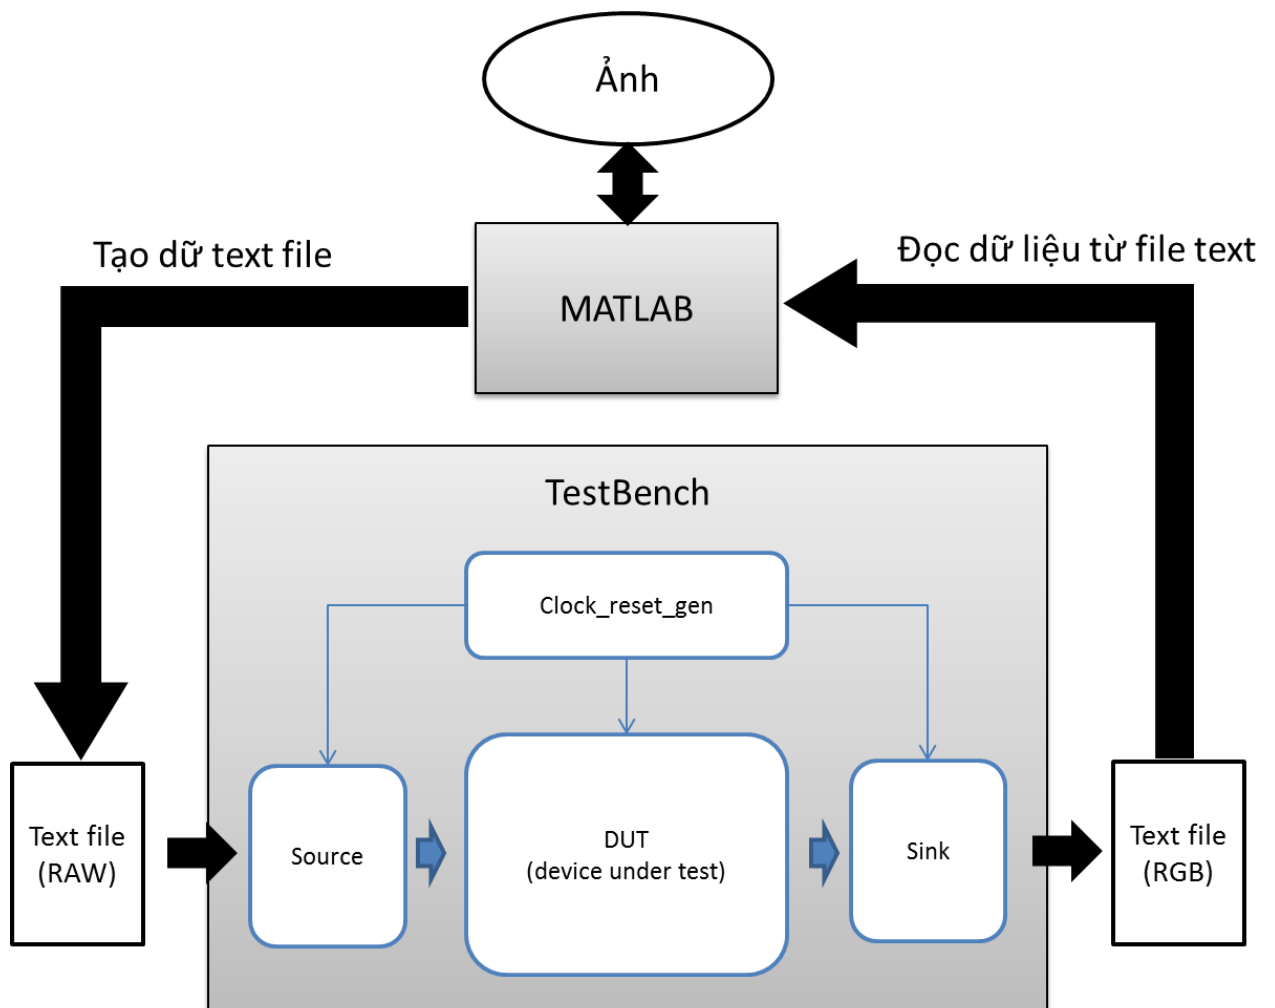 Ảnh
Tạo dữ text file
Đọc dữ liệu từ file text
MATLAB
TestBench
Clock_reset_gen
Text file
(RAW)
Source
DUT
(device under test)
Sink
Text file
(RGB)